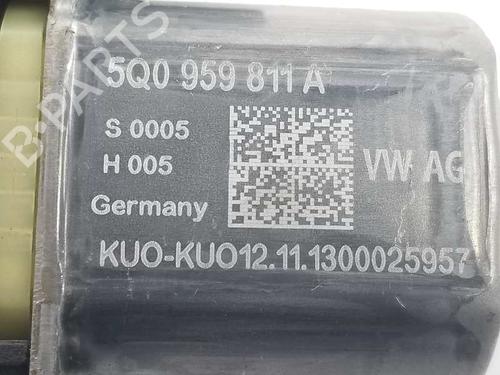 5Q0 959 811 A
S 0005
H 005
VW AG
Germany
KUO-KUO12.11.1300025957
B-PARTS